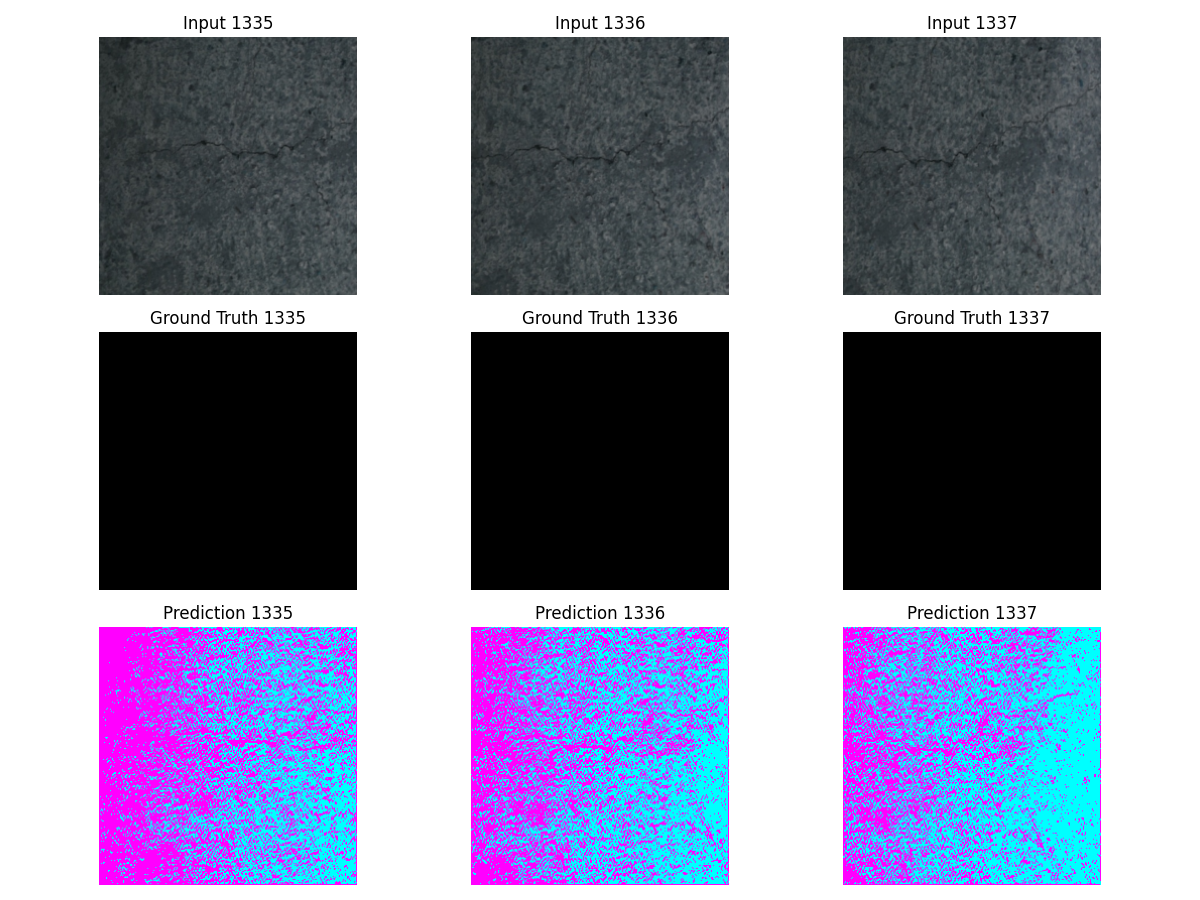 Input 1335
Input 1336
Input 1337
Ground Truth 1335
Ground Truth 1336
Ground Truth 1337
Prediction 1335
Prediction 1336
Prediction 1337